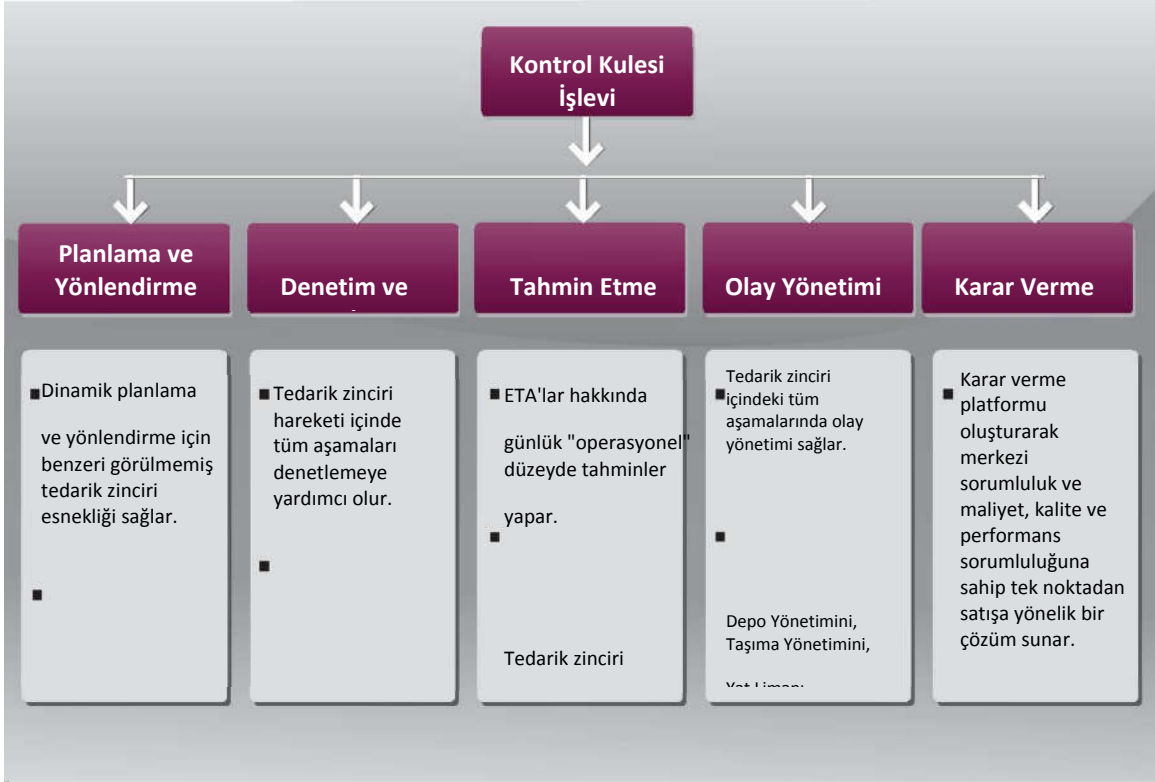 Kontrol Kulesi
İşlevi
Planlama ve
Yönlendirme
Denetim ve
Tahmin Etme
Olay Yönetimi
Karar Verme
Dinamik planlama
ve yönlendirme için
benzeri görülmemiş
tedarik zinciri
esnekliği sağlar.
Tedarik zinciri
hareketi içinde
tüm aşamaları
denetlemeye
yardımcı olur.
ETA'lar hakkında
günlük "operasyonel"
düzeyde tahminler
yapar.
Tedarik zinciri
Tedarik zinciri
içindeki tüm
aşamalarında olay
yönetimi sağlar.
Depo Yönetimini,
Taşıma Yönetimini,
Karar verme
platformu
oluşturarak
merkezi
sorumluluk ve
maliyet, kalite ve
performans
sorumluluğuna
sahip tek noktadan
satışa yönelik bir
çözüm sunar.